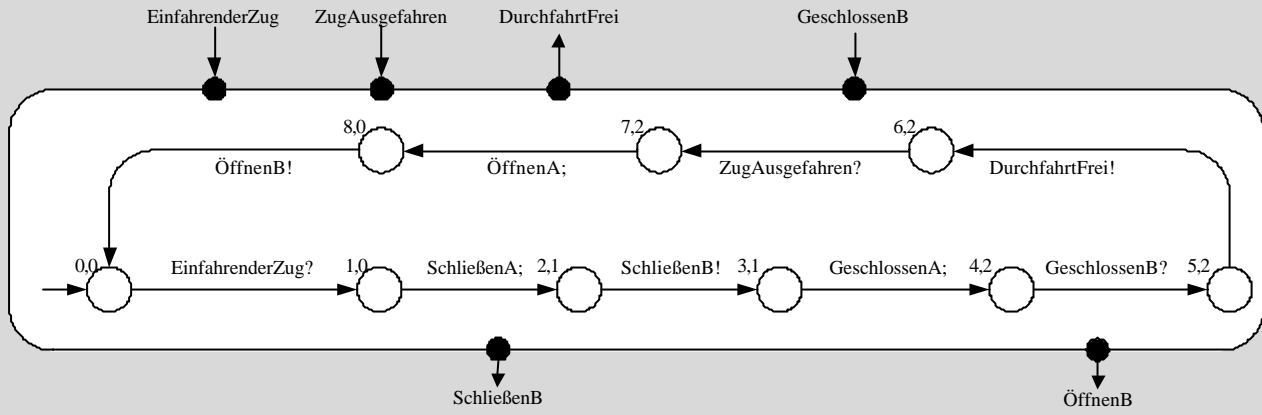 EinfahrenderZug ZugAusgefahren DurchfahrtFrei GeschlossenB
8,0 7,2 6,2
ÖffnenB! ÖffnenA; ZugAusgefahren? DurchfahrtFrei!
0,0 EinfahrenderZug? 1,0 SchließenA; 2,1 SchließenB! 3,1 GeschlossenA; 4,2 GeschlossenB? 5,2
SchließenB ÖffnenB